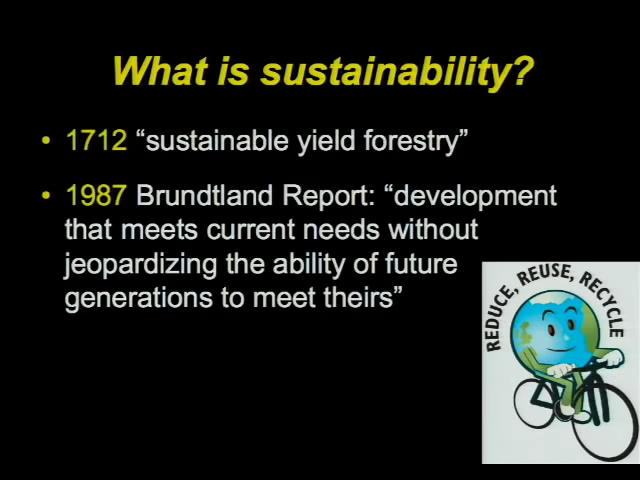 What is sustainability?
• 1712 “sustainable yield forestry”
• 1987 Brundtland Report: “development
that meets current needs without
jeopardizing the ability of future
generations to meet theirs”
REDUCE, REUSE, RECYCLE